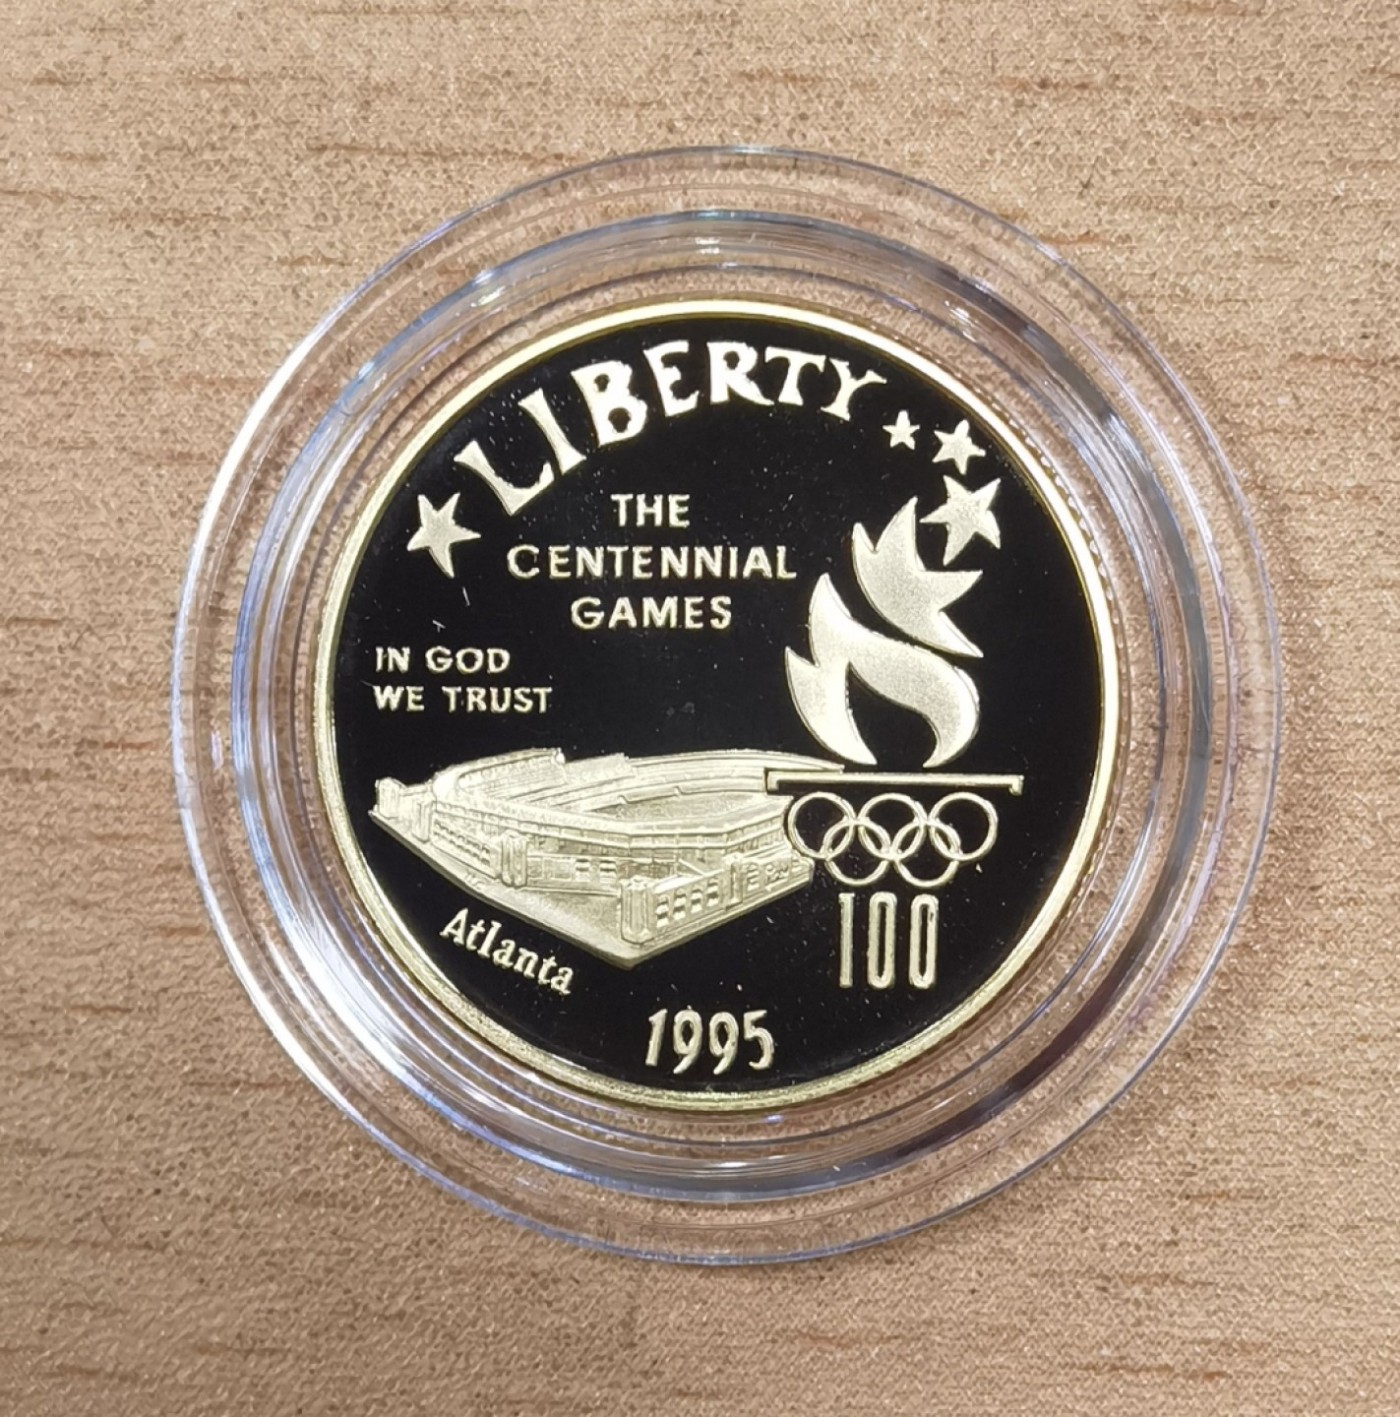 LIBERTY
THE
CENTENNIAL
GAMES
IN GOD
WE TRUST
Atlanta
100
1995